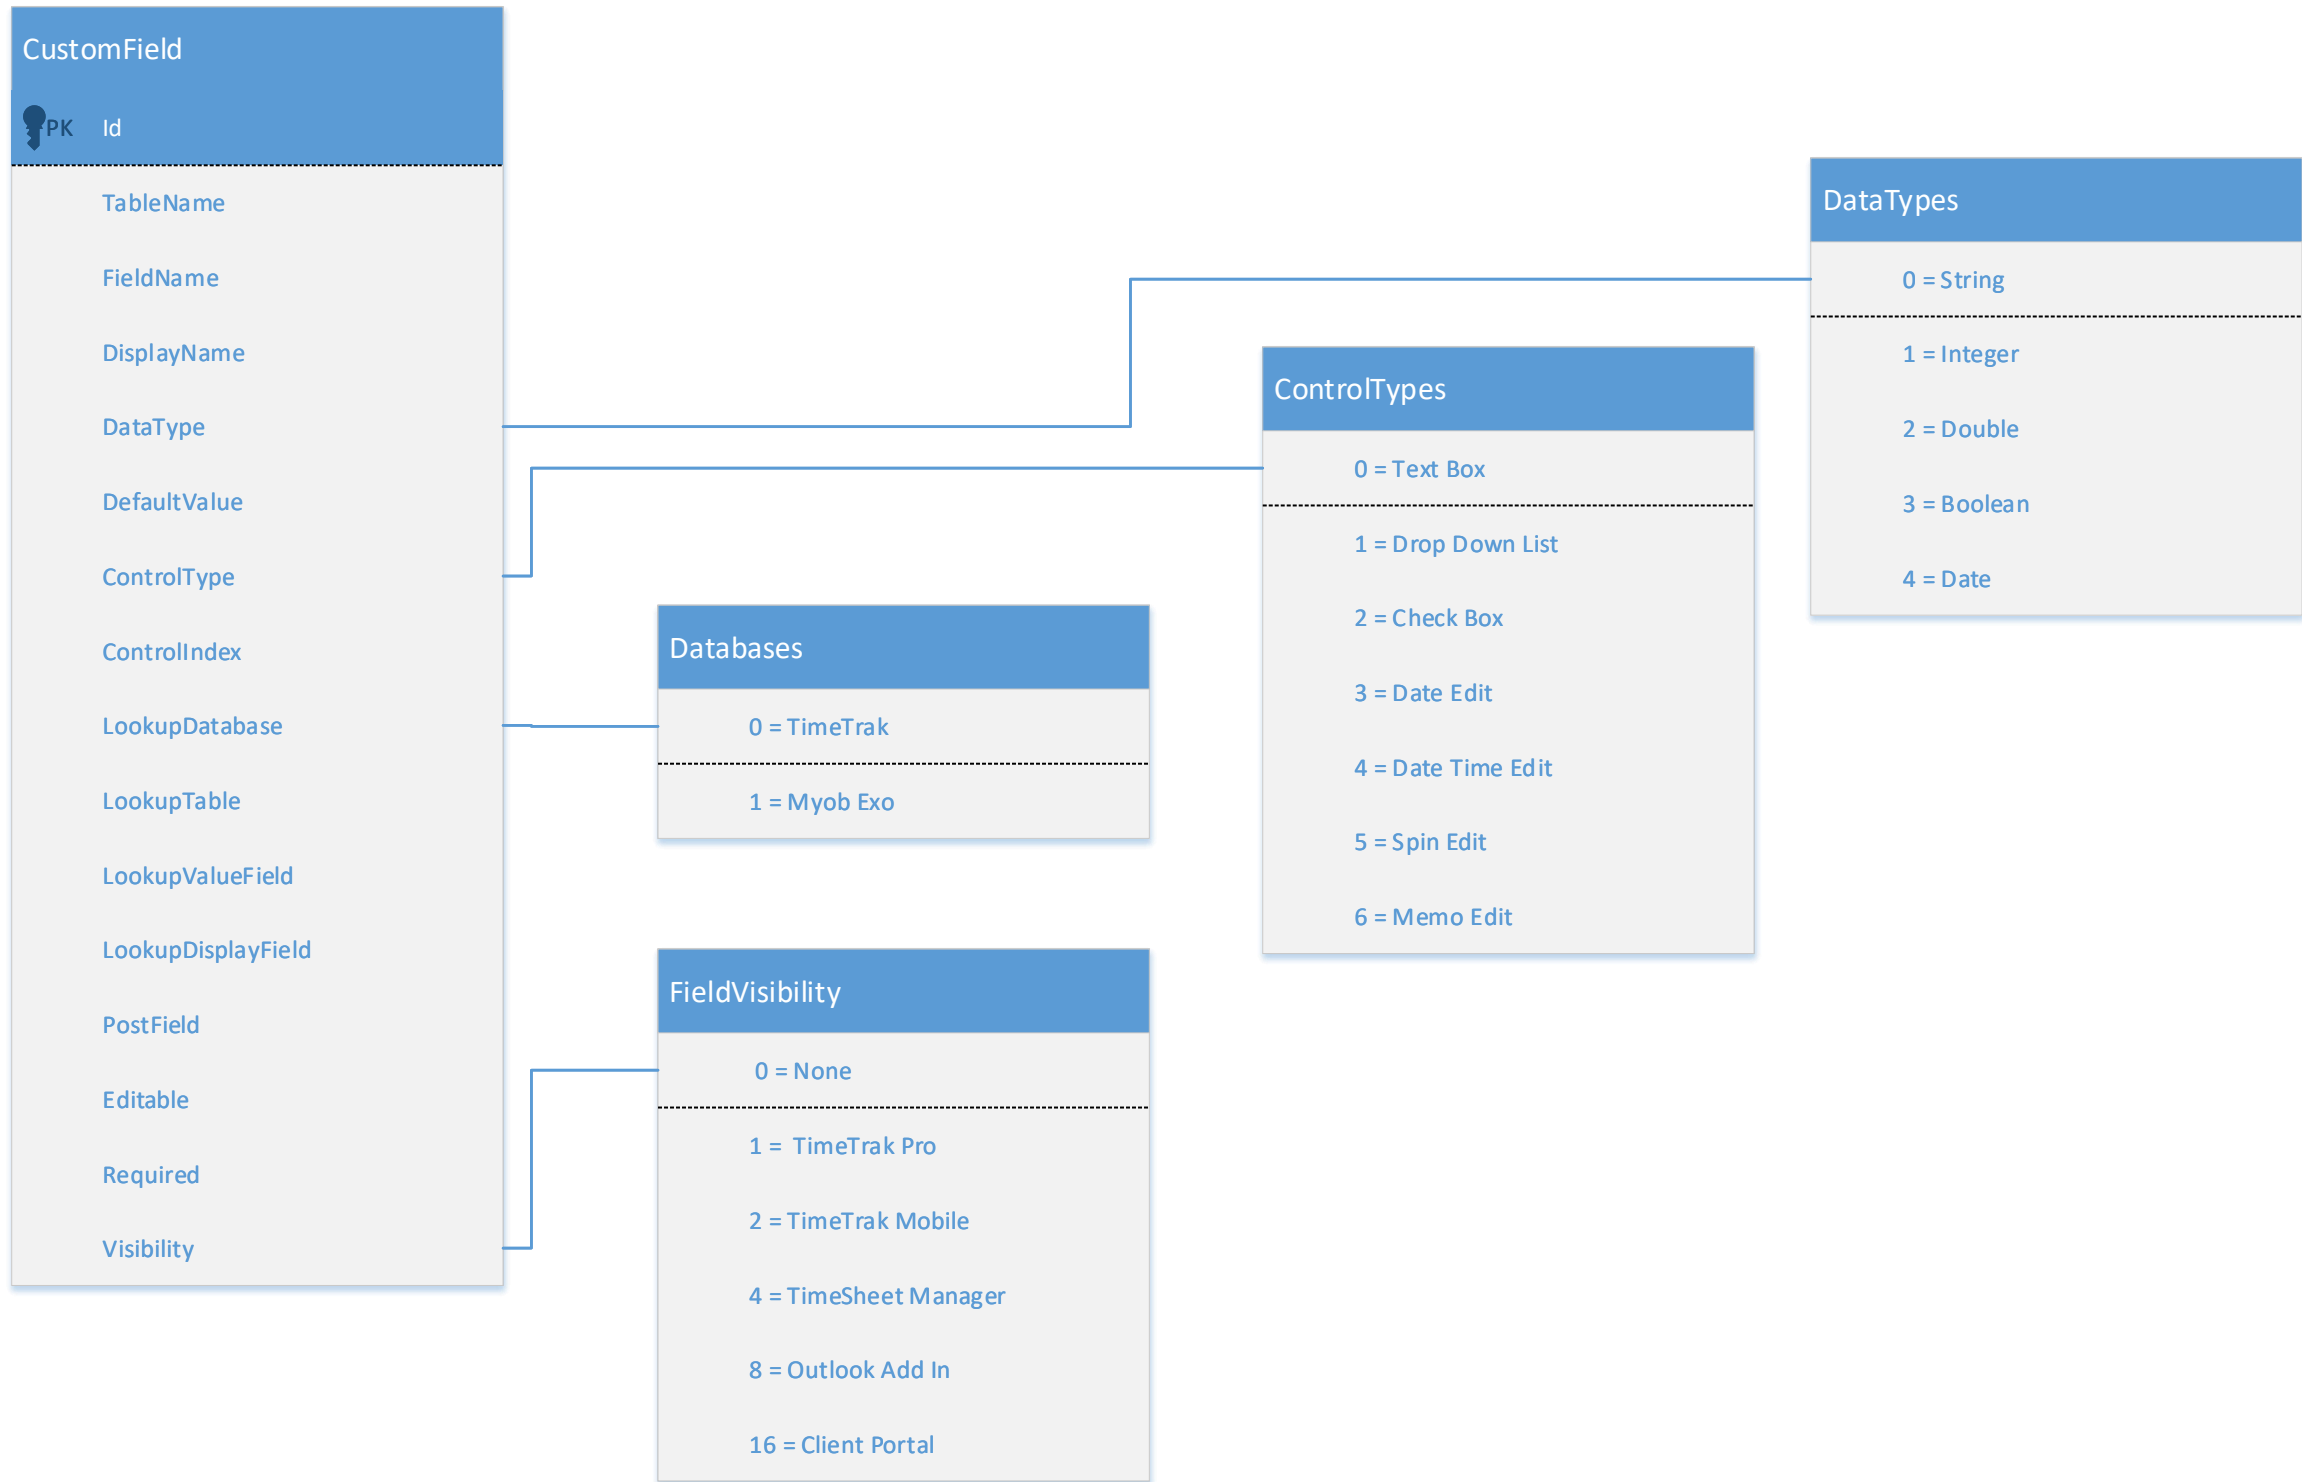 CustomField
PK Id
TableName
FieldName
DisplayName
DataType
DefaultValue
ControlType
ControlIndex
LookupDatabase
LookupTable
LookupValueField
LookupDisplayField
PostField
Editable
Required
Visibility
Databases
0 = TimeTrak
1 = Myob Exo
FieldVisibility
0 = None
1 = TimeTrak Pro
2 = TimeTrak Mobile
4 = TimeSheet Manager
8 = Outlook Add In
16 = Client Portal
ControlTypes
0 = Text Box
1 = Drop Down List
2 = Check Box
3 = Date Edit
4 = Date Time Edit
5 = Spin Edit
6 = Memo Edit
DataTypes
0 = String
1 = Integer
2 = Double
3 = Boolean
4 = Date